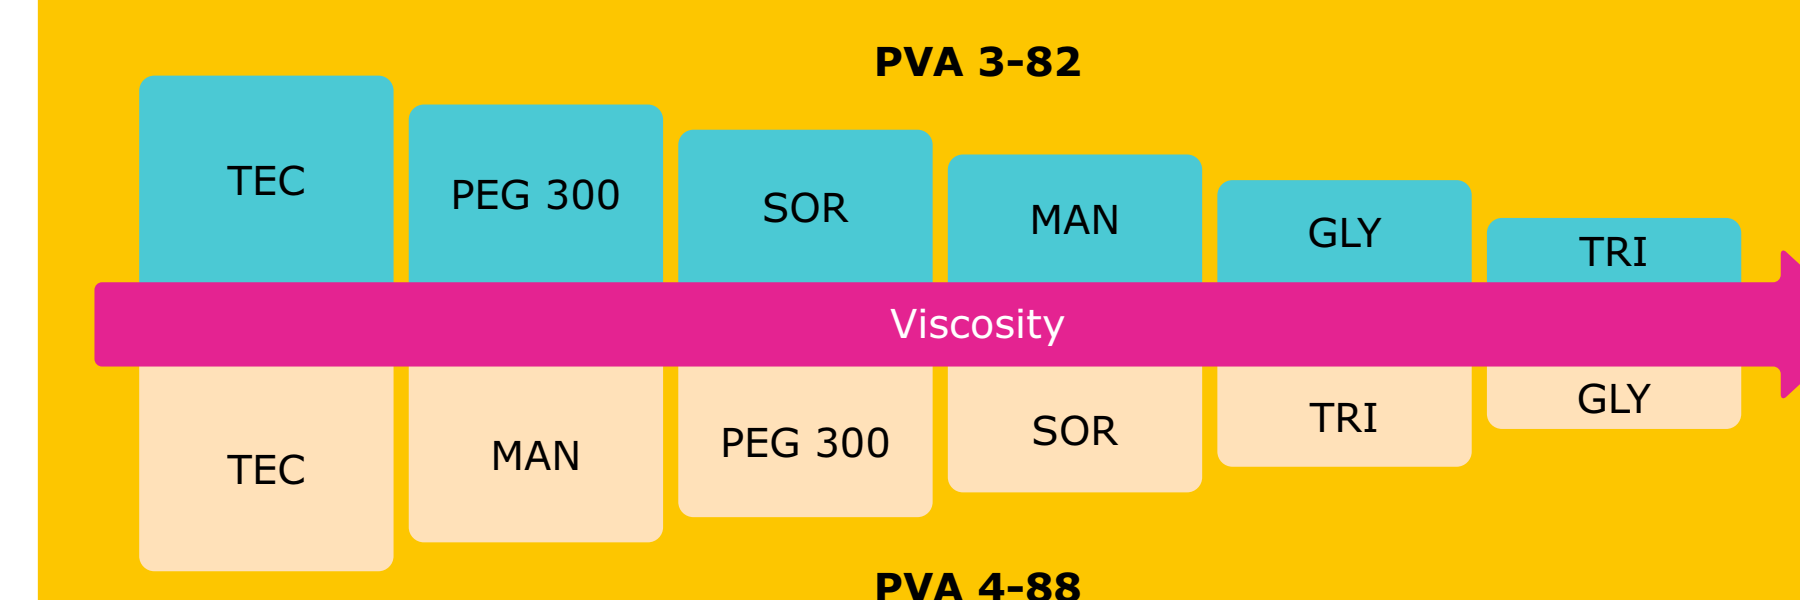 PVA 3–82
TEC
PEG 300
SOR
MAN
GLY
TRI
Viscosity
TEC
MAN
PEG 300
SOR
TRI
GLY
PVA 4–88